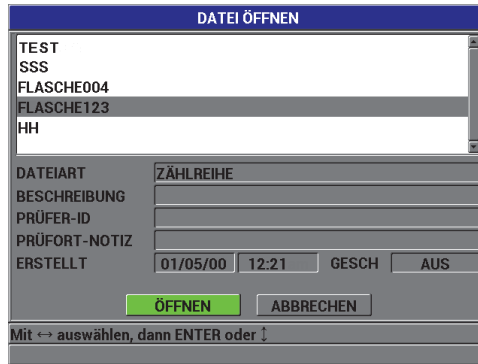 DATEI ÖFFNEN
TEST
SSS
FLASCHE004
FLASCHE123
HH
DATEIART ZÄHLREIHE
BESCHREIBUNG
PRÜFER-ID
PRÜFORT-NOTIZ
ERSTELLT 01/05/00 12:21 GESCH AUS
ÖFFNEN ABBRECHEN
Mit ↔ auswählen, dann ENTER oder ↕